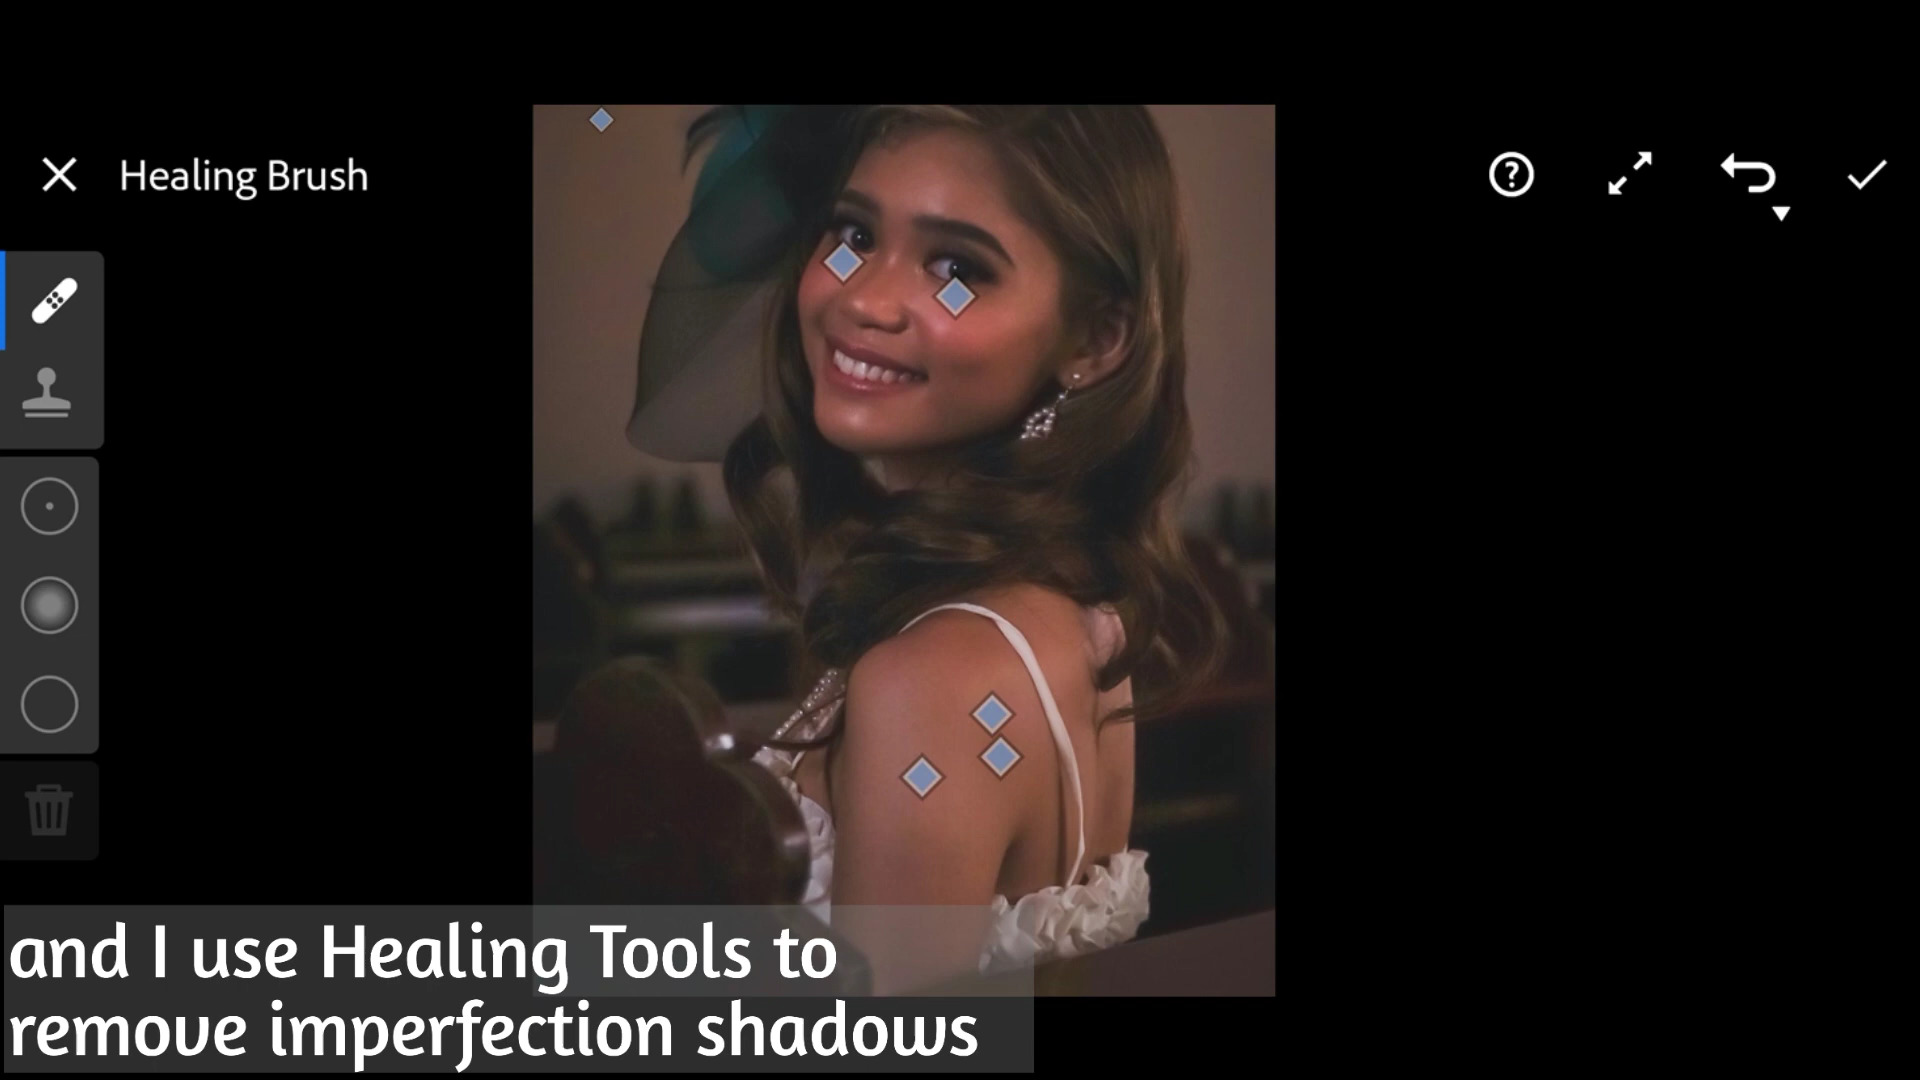 Healing Brush
?
and I use Healing Tools to
remove imperfection shadows